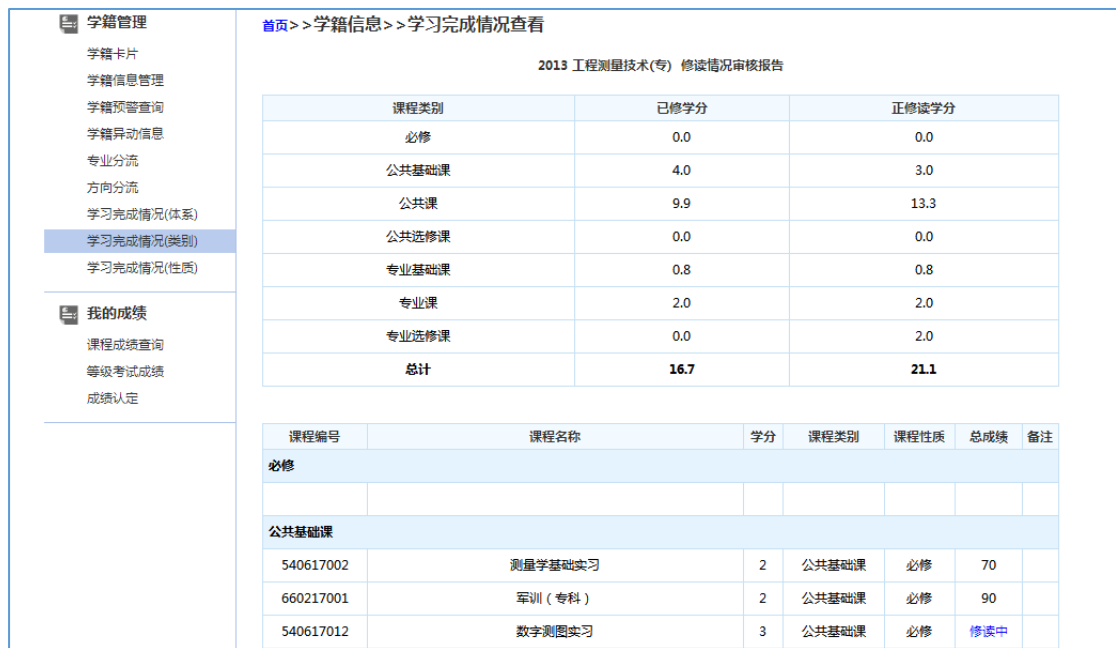 学籍管理
学籍卡片
学籍信息管理
学籍预警查询
学籍异动信息
专业分流
方向分流
学习完成情况(体系)
学习完成情况(类别)
学习完成情况(性质)
我的成绩
课程成绩查询
等级考试成绩
成绩认定
首页>>学籍信息>>学习完成情况查看
2013 工程测量技术(专) 修读情况审核报告
课程类别 已修学分 正修读学分
必修 0.0 0.0
公共基础课 4.0 3.0
公共课 9.9 13.3
公共选修课 0.0 0.0
专业基础课 0.8 0.8
专业课 2.0 2.0
专业选修课 0.0 2.0
总计 16.7 21.1
课程编号 课程名称 学分 课程类别 课程性质 总成绩 备注
必修
公共基础课
540617002 测量学基础实习 2 公共基础课 必修 70
660217001 军训（专科） 2 公共基础课 必修 90
540617012 数字测图实习 3 公共基础课 必修 修读中